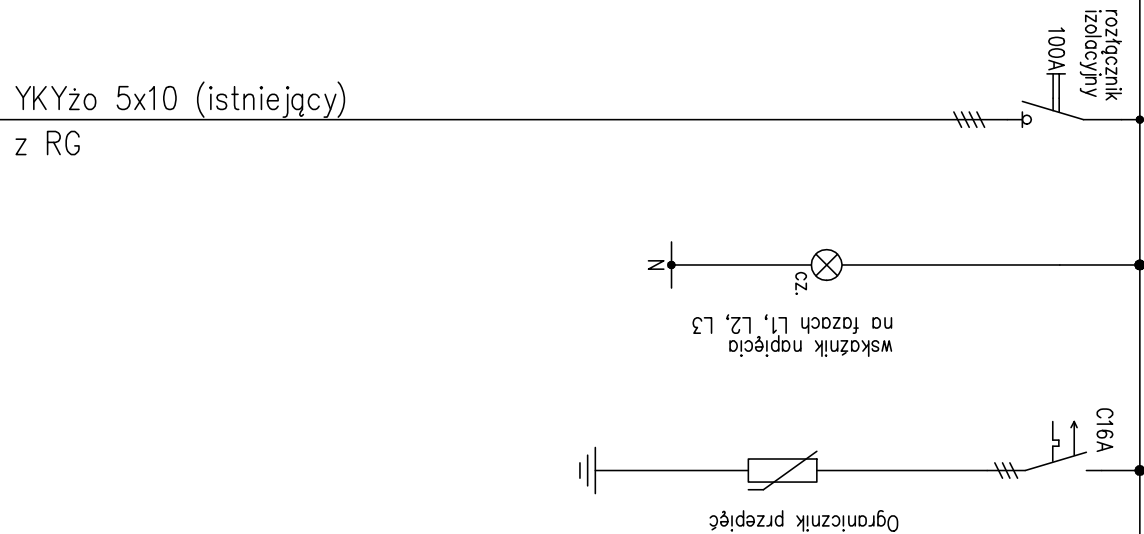 rozłącznik
izolacyjny
100A
YKYżo 5x10 (istniejący)
z RG
N
cz.
wskaźnik napięcia
na fazach L1, L2, L3
C16A
Ogranicznik przepięć